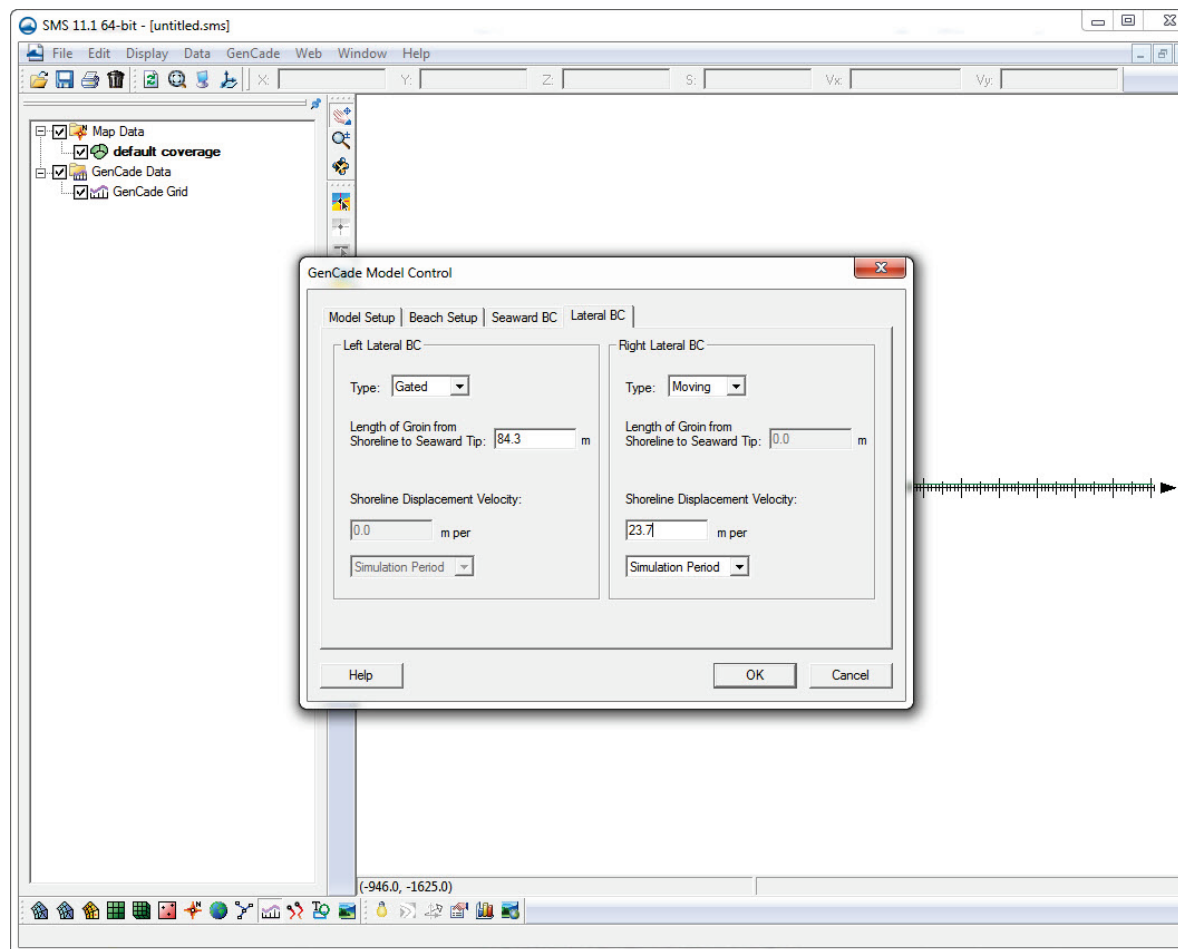 SMS 11.1 64-bit - [untitled.sms]
File Edit Display Data GenCade Web Window Help
X: Y: Z: S: Vx: Vy:
Map Data
default coverage
GenCade Data
GenCade Grid
GenCade Model Control
Model Setup Beach Setup Seaward BC Lateral BC
Left Lateral BC Right Lateral BC
Type: Gated Type: Moving
Length of Groin from Length of Groin from
Shoreline to Seaward Tip: 84.3 m Shoreline to Seaward Tip: 0.0 m
Shoreline Displacement Velocity: Shoreline Displacement Velocity:
0.0 m per 23.7 m per
Simulation Period Simulation Period
Help OK Cancel
(-946.0, -1625.0)